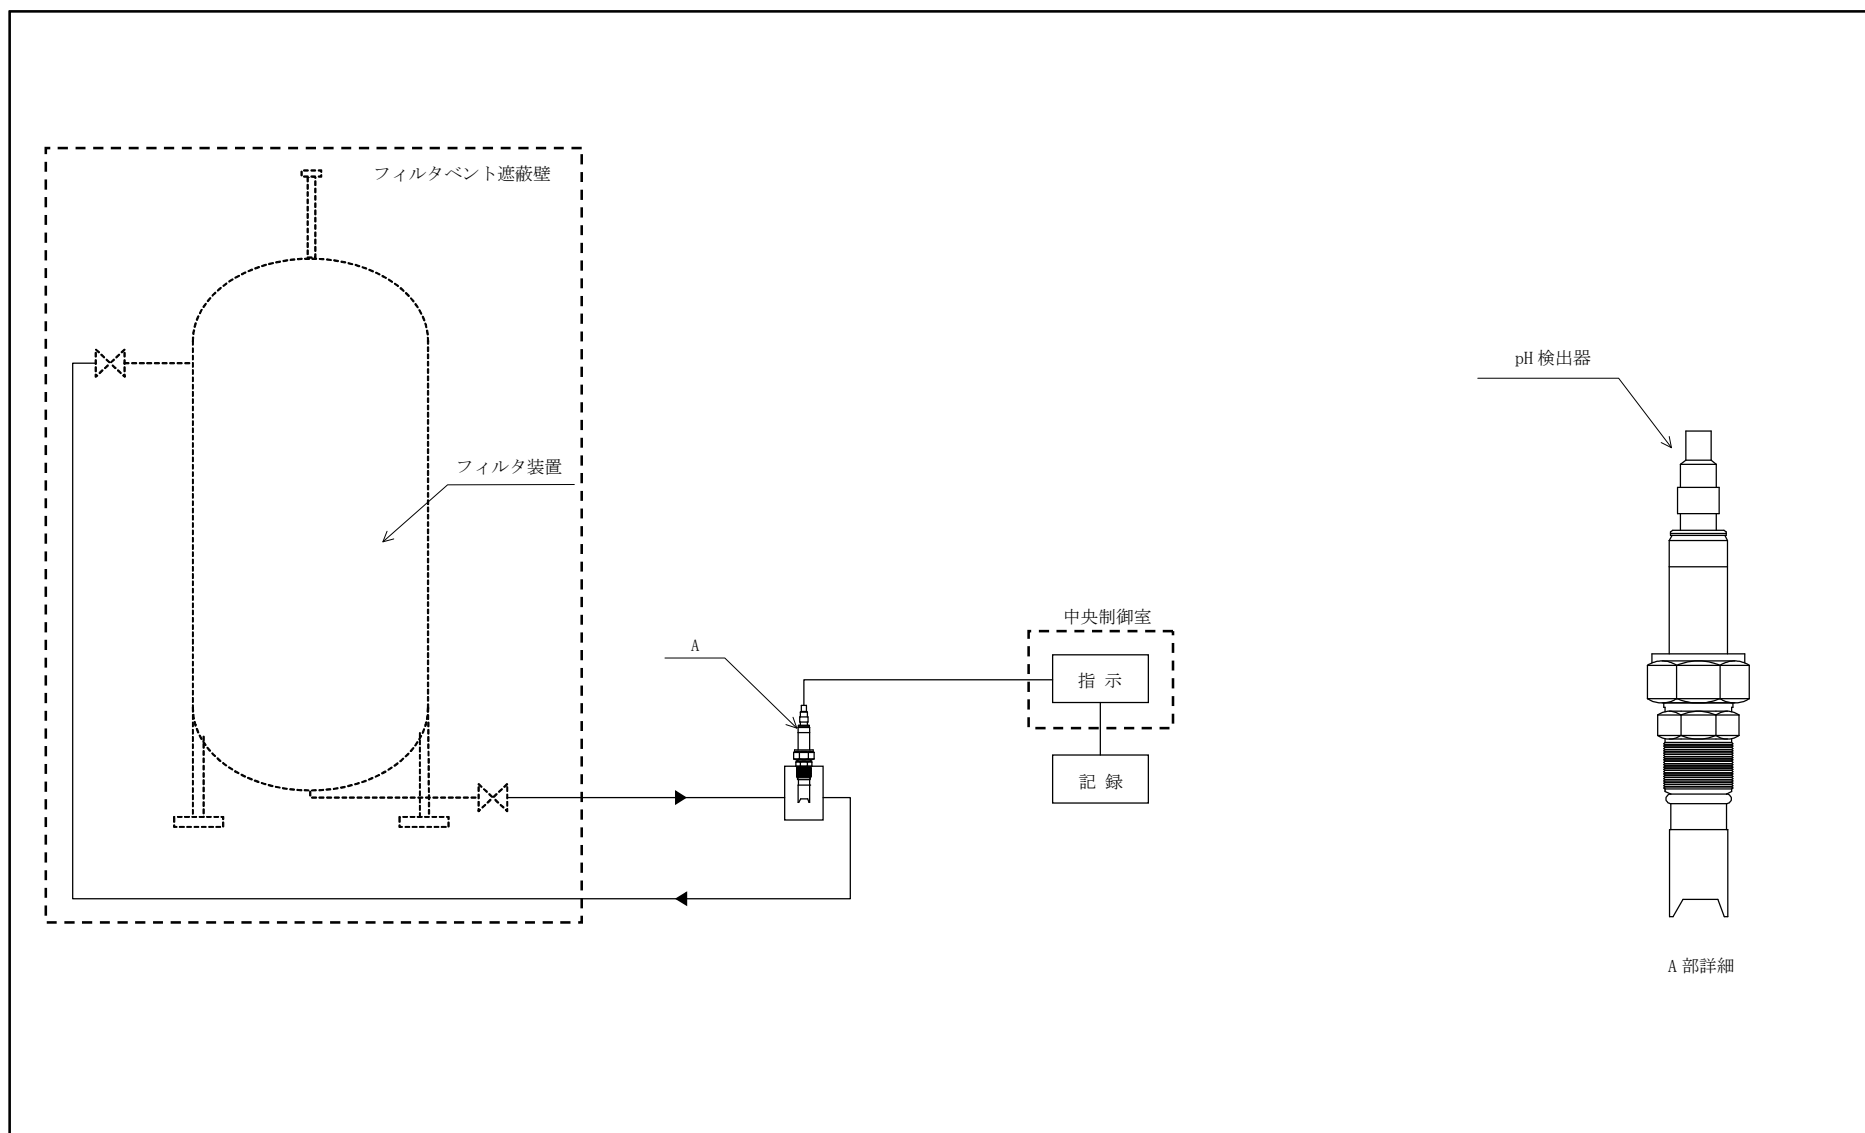 フィルタベント遮蔽壁
pH 検出器
フィルタ装置
中央制御室
A
指 示
記 録
A 部詳細